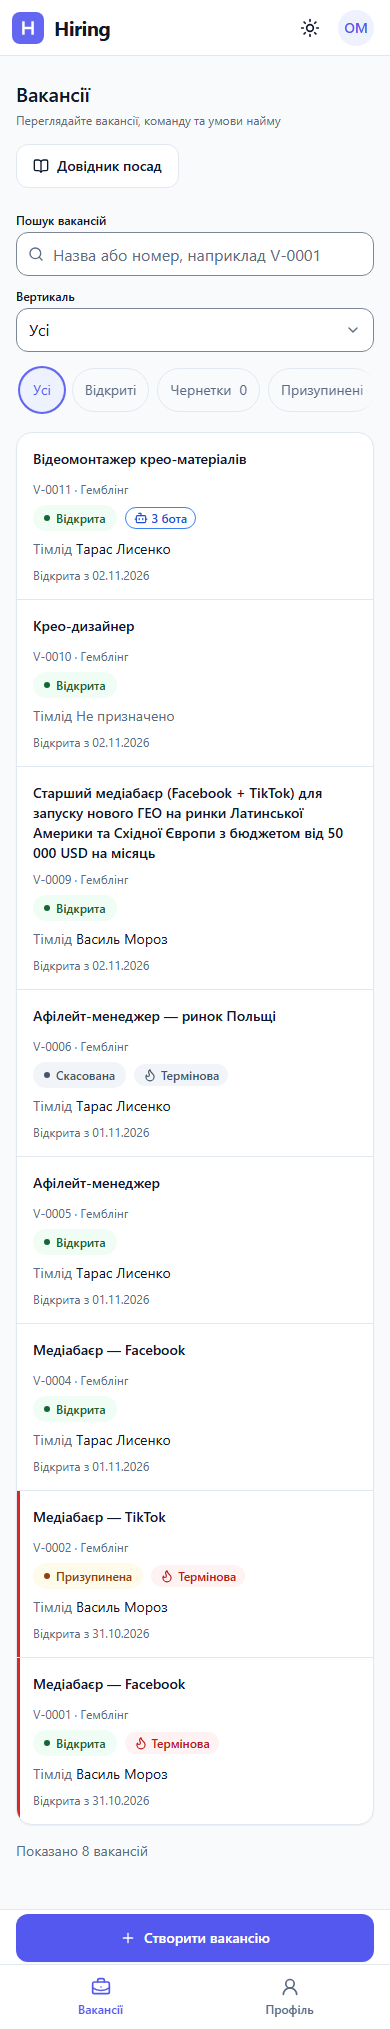 H Hiring OM
Вакансії
Переглядайте вакансії, команду та умови найму
Довідник посад
Пошук вакансій
Назва або номер, наприклад V-0001
Вертикаль
Усі
Усі Відкриті Чернетки 0 Призупинені
Відеомонтажер крео-матеріалів
V-0011 · Гемблінг
Відкрита 3 бота
Тімлід Тарас Лисенко
Відкрита з 02.11.2026
Крео-дизайнер
V-0010 · Гемблінг
Відкрита
Тімлід Не призначено
Відкрита з 02.11.2026
Старший медіабаєр (Facebook + TikTok) для
запуску нового ГЕО на ринки Латинської
Америки та Східної Європи з бюджетом від 50
000 USD на місяць
V-0009 · Гемблінг
Відкрита
Тімлід Василь Мороз
Відкрита з 02.11.2026
Афілейт-менеджер — ринок Польщі
V-0006 · Гемблінг
Скасована Термінова
Тімлід Тарас Лисенко
Відкрита з 01.11.2026
Афілейт-менеджер
V-0005 · Гемблінг
Відкрита
Тімлід Тарас Лисенко
Відкрита з 01.11.2026
Медіабаєр — Facebook
V-0004 · Гемблінг
Відкрита
Тімлід Тарас Лисенко
Відкрита з 01.11.2026
Медіабаєр — TikTok
V-0002 · Гемблінг
Призупинена Термінова
Тімлід Василь Мороз
Відкрита з 31.10.2026
Медіабаєр — Facebook
V-0001 · Гемблінг
Відкрита Термінова
Тімлід Василь Мороз
Відкрита з 31.10.2026
Показано 8 вакансій
Створити вакансію
Вакансії Профіль